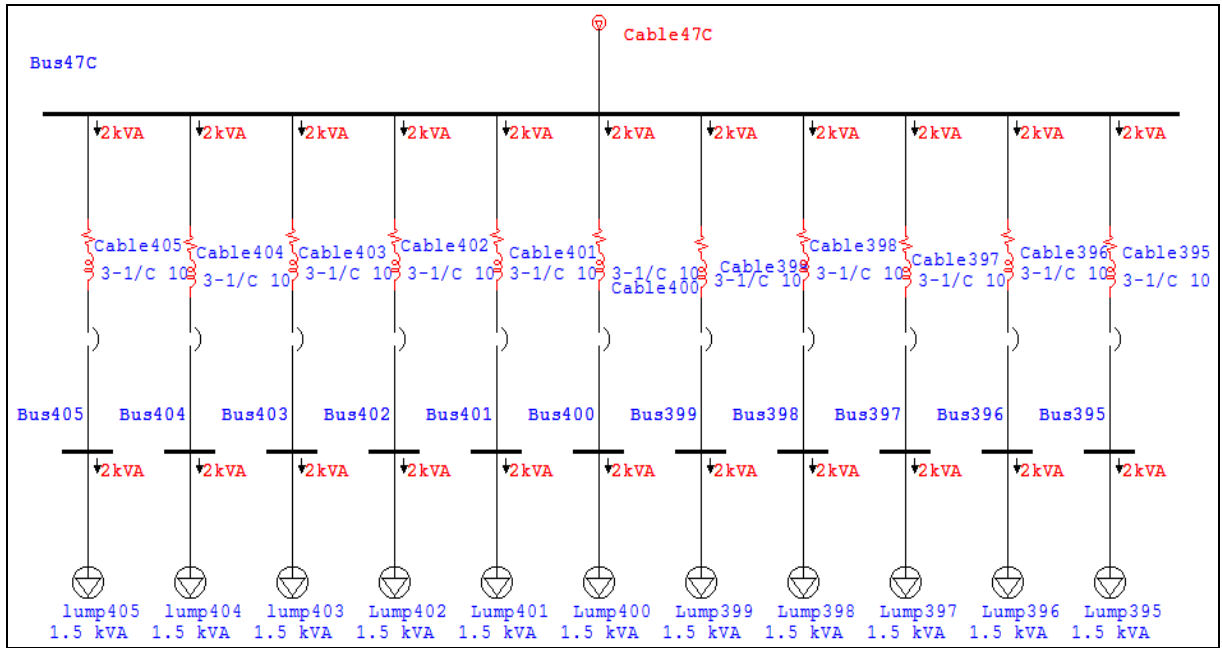 Cable47C
Bus47C
2kVA 2kVA 2kVA 2kVA 2kVA 2kVA 2kVA 2kVA 2kVA 2kVA 2kVA
Cable405 Cable404 Cable403 Cable402 Cable401 Cable399 Cable398 Cable397 Cable396 Cable395
3-1/C 10 3-1/C 10 3-1/C 10 3-1/C 10 3-1/C 10 3-1/C 10 3-1/C 10 3-1/C 10 3-1/C 10 3-1/C 10 3-1/C 10
Cable400
Bus405 Bus404 Bus403 Bus402 Bus401 Bus400 Bus399 Bus398 Bus397 Bus396 Bus395
2kVA 2kVA 2kVA 2kVA 2kVA 2kVA 2kVA 2kVA 2kVA 2kVA 2kVA
lump405 lump404 lump403 Lump402 Lump401 Lump400 Lump399 Lump398 Lump397 Lump396 Lump395
1.5 kVA 1.5 kVA 1.5 kVA 1.5 kVA 1.5 kVA 1.5 kVA 1.5 kVA 1.5 kVA 1.5 kVA 1.5 kVA 1.5 kVA